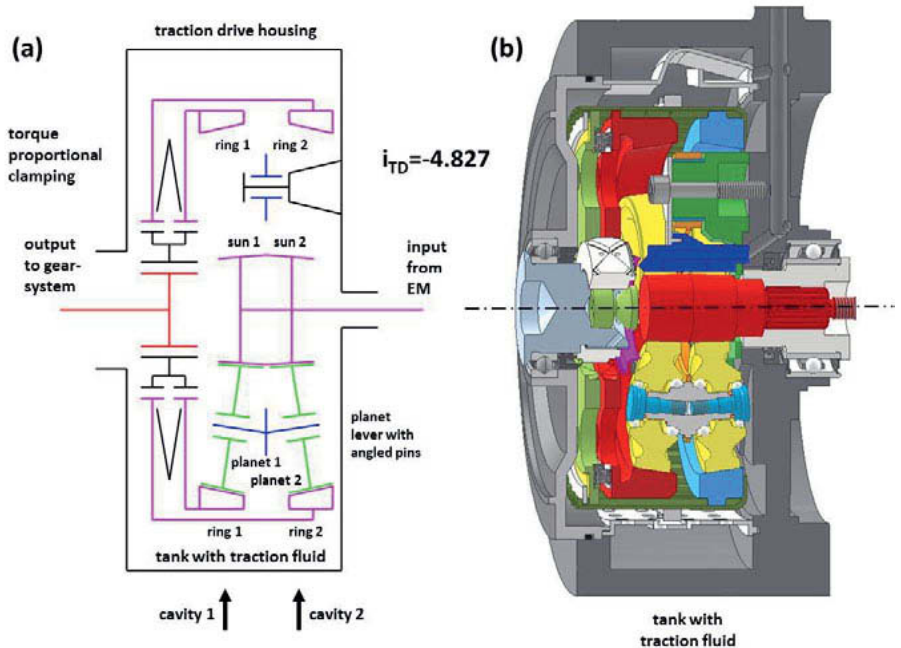 (a)
traction drive housing
(b)
torque
proportional
clamping
ring 1
ring 2
i_TD=-4.827
output
to gear-
system
sun 1
sun 2
input
from
EM
planet
lever with
angled pins
planet 1
planet 2
ring 1
ring 2
tank with traction fluid
cavity 1
cavity 2
tank with
traction fluid